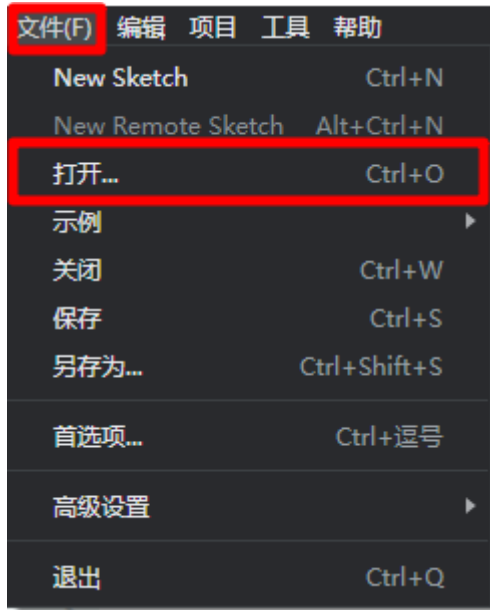 文件(F) 编辑 项目 工具 帮助
New Sketch Ctrl+N
New Remote Sketch Alt+Ctrl+N
打开... Ctrl+O
示例
关闭 Ctrl+W
保存 Ctrl+S
另存为... Ctrl+Shift+S
首选项... Ctrl+逗号
高级设置
退出 Ctrl+Q